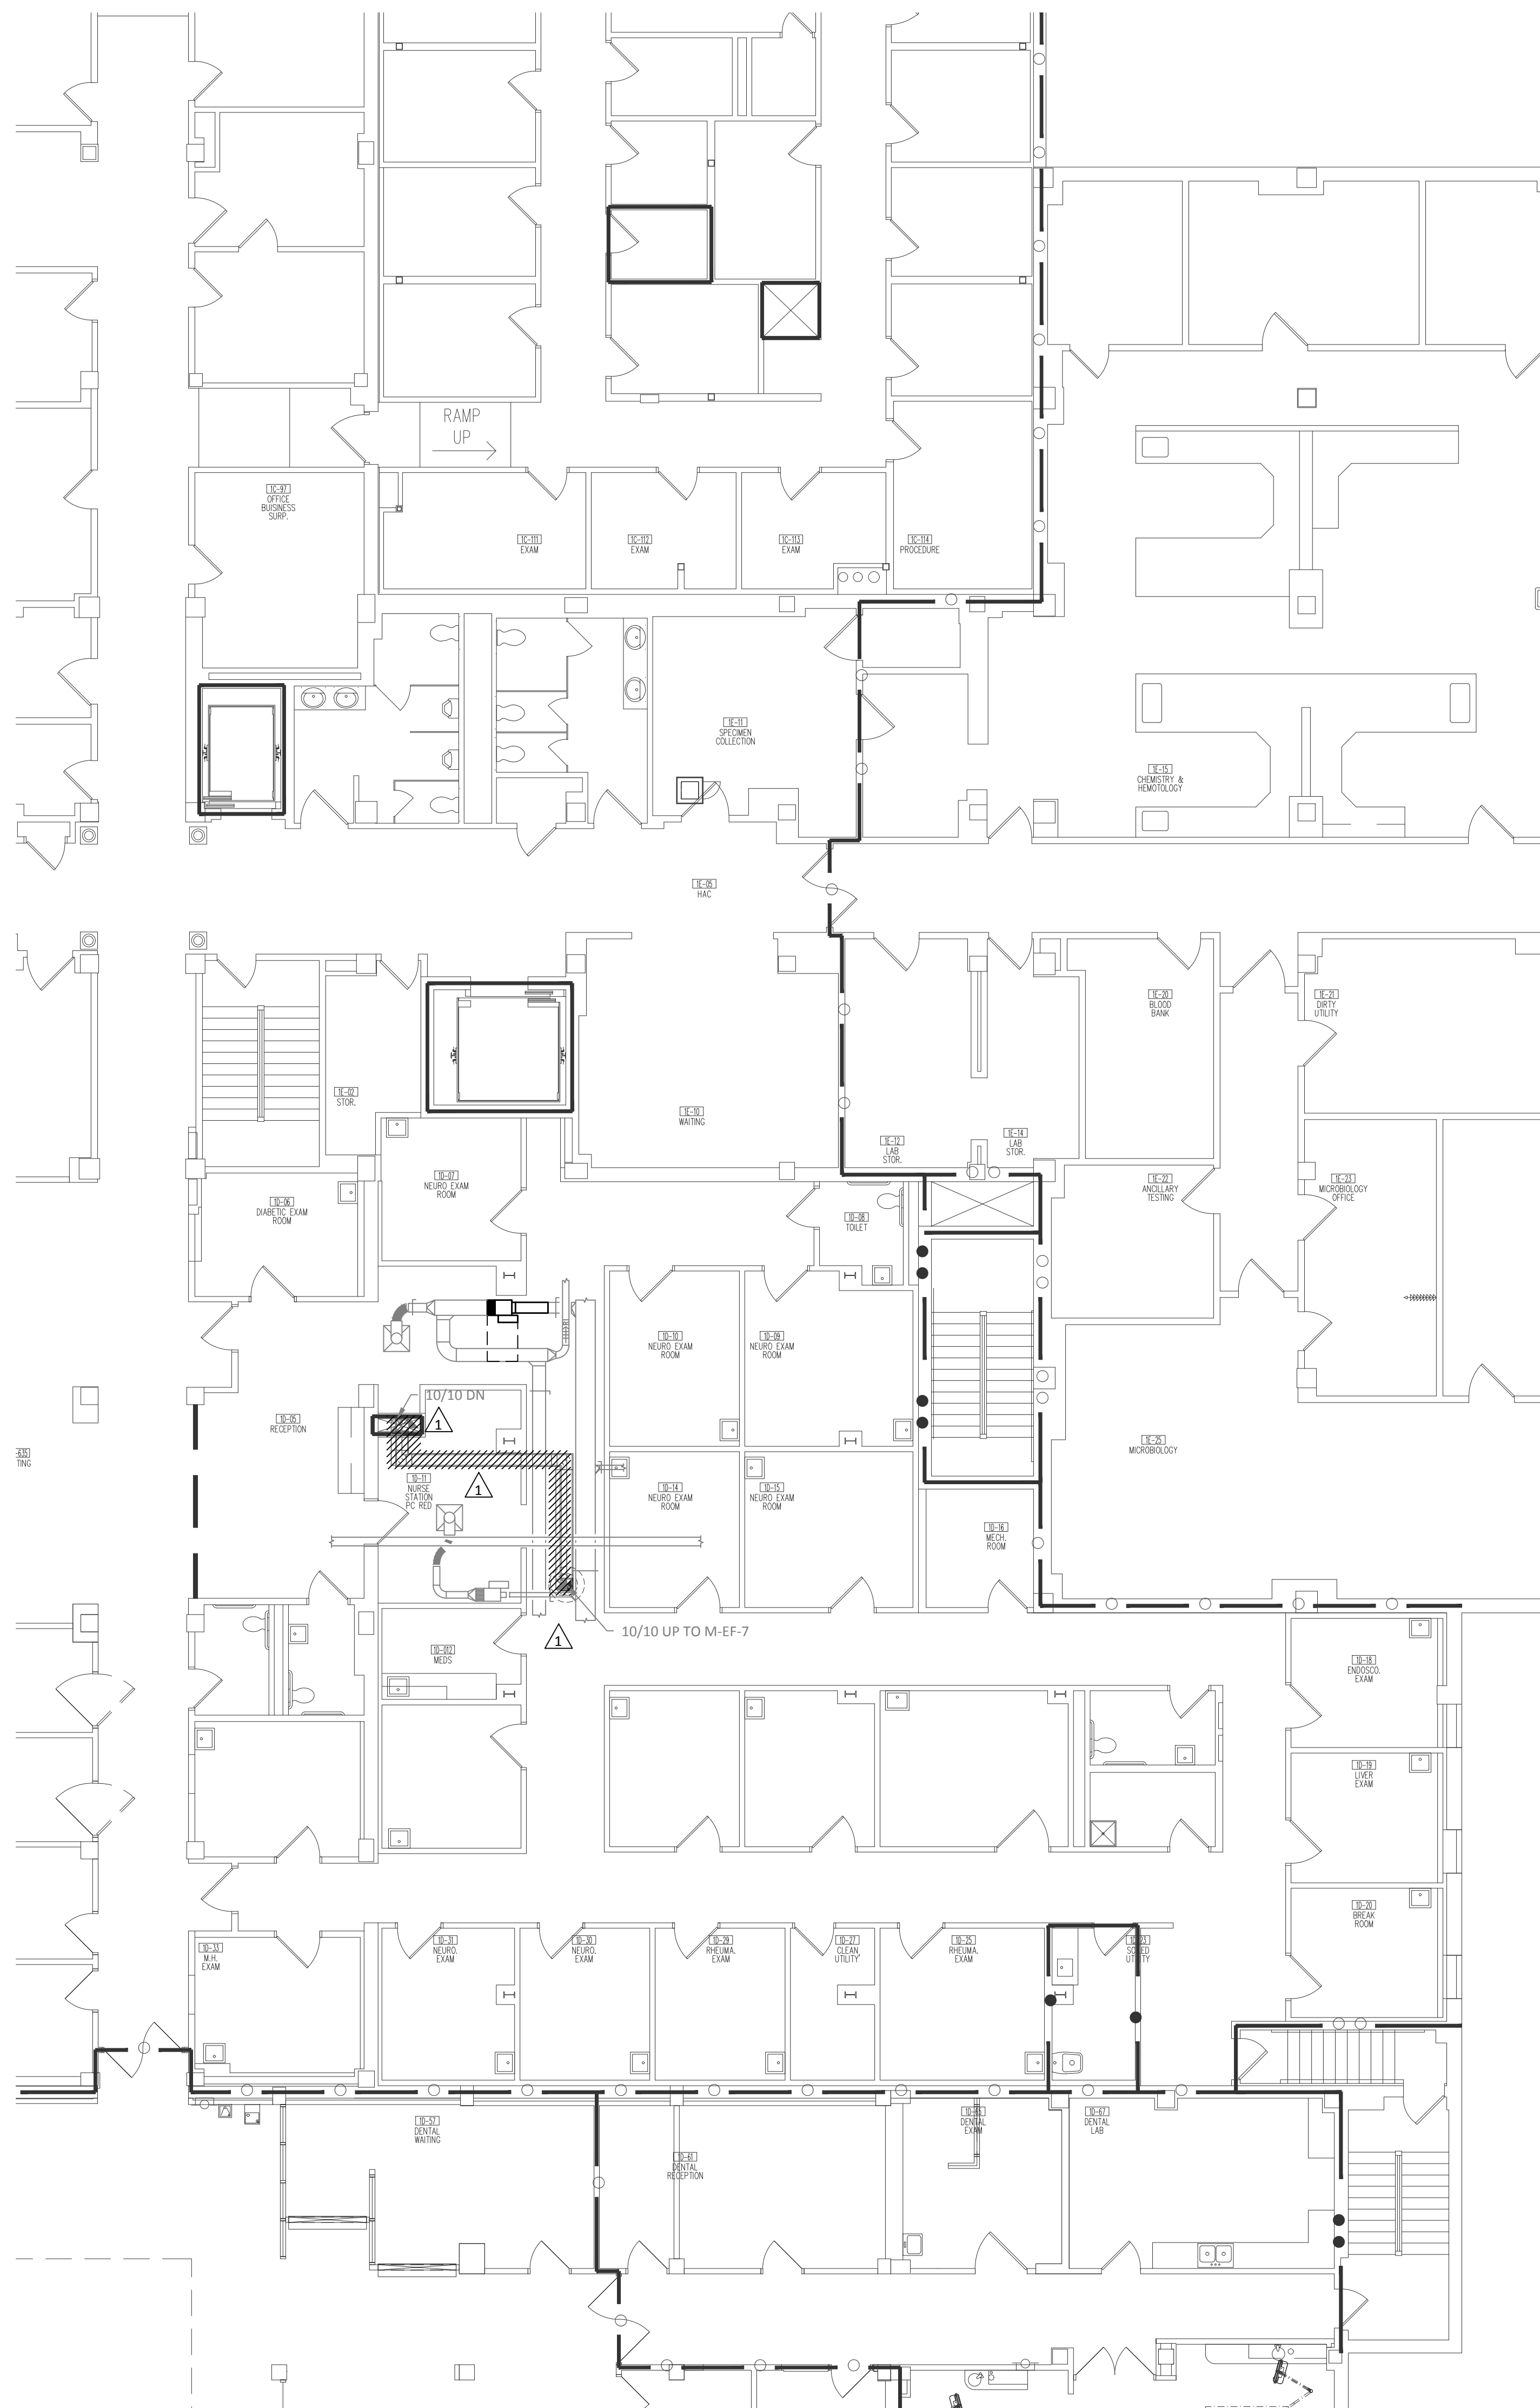 RAMP
UP
1C-97
OFFICE
BUISINESS
SURP.
1C-111
EXAM
1C-112
EXAM
1C-113
EXAM
1C-114
PROCEDURE
1E-11
SPECIMEN
COLLECTION
1E-15
CHEMISTRY &
HEMOTOLOGY
1E-05
HAC
1E-20
BLOOD
BANK
1E-21
DIRTY
UTILITY
1E-02
STOR.
1E-10
WAITING
1E-12
LAB
STOR.
1E-14
LAB
STOR.
1D-06
DIABETIC EXAM
ROOM
1D-07
NEURO EXAM
ROOM
1D-08
TOILET
1E-22
ANCILLARY
TESTING
1E-23
MICROBIOLOGY
OFFICE
1D-10
NEURO EXAM
ROOM
1D-09
NEURO EXAM
ROOM
10/10 DN
1
1D-05
RECEPTION
-635
TING
1E-25
MICROBIOLOGY
1D-11
NURSE
STATION
PC RED
1
1D-14
NEURO EXAM
ROOM
1D-15
NEURO EXAM
ROOM
1D-16
MECH.
ROOM
10/10 UP TO M-EF-7
1
1D-012
MEDS
1D-18
ENDOSCO.
EXAM
1D-19
LIVER
EXAM
1D-20
BREAK
ROOM
1D-33
M.H.
EXAM
1D-31
NEURO.
EXAM
1D-30
NEURO.
EXAM
1D-29
RHEUMA.
EXAM
1D-27
CLEAN
UTILITY
1D-25
RHEUMA.
EXAM
1D-23
SOILED
UTILITY
1D-57
DENTAL
WAITING
1D-61
DENTAL
RECEPTION
DENTAL
EXAM
1D-67
DENTAL
LAB